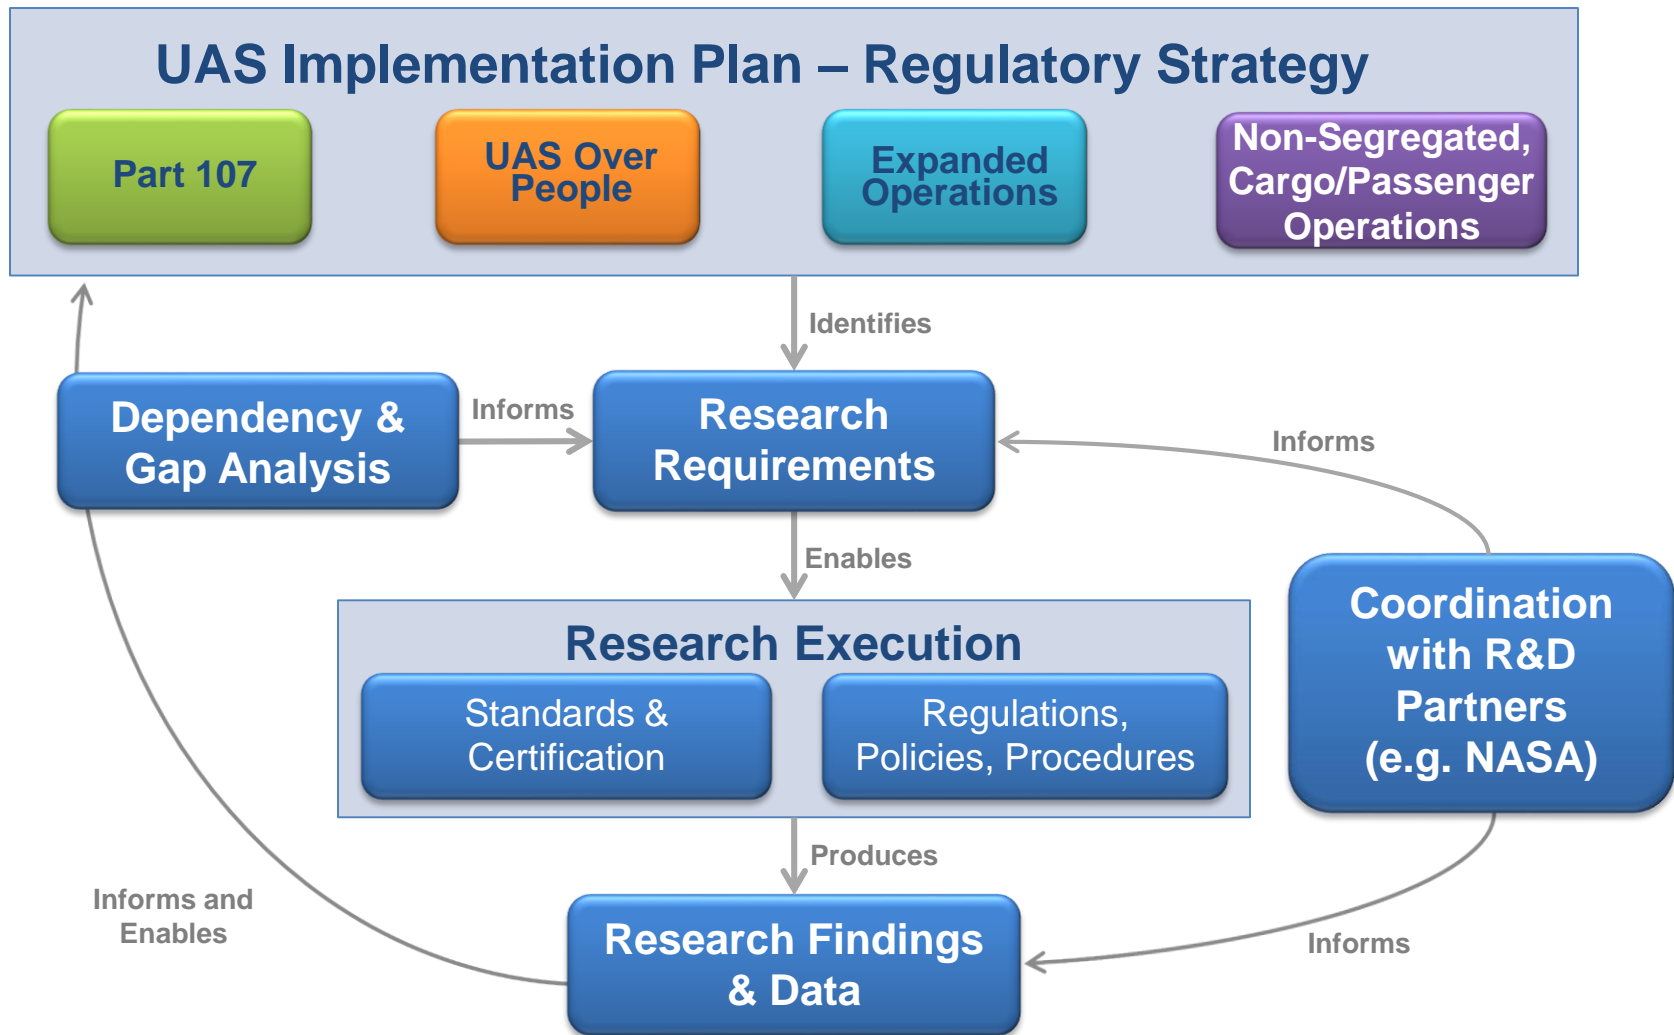 UAS Implementation Plan – Regulatory Strategy
Part 107
UAS Over
People
Expanded
Operations
Non-Segregated,
Cargo/Passenger
Operations
Identifies
Dependency &
Gap Analysis
Informs
Research
Requirements
Informs
Enables
Research Execution
Standards &
Certification
Regulations,
Policies, Procedures
Coordination
with R&D
Partners
(e.g. NASA)
Produces
Informs and
Enables
Research Findings
& Data
Informs